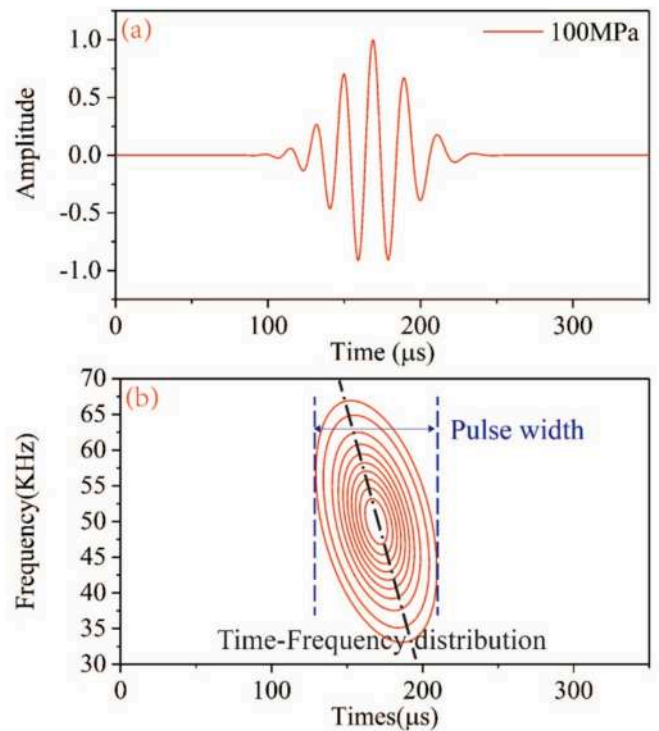 (a)
100MPa
1.0
0.5
0.0
-0.5
-1.0
Amplitude
0
100
200
300
Time (μs)
(b)
Pulse width
70
65
60
55
50
45
40
35
30
Frequency(KHz)
Time-Frequency distribution
0
100
200
300
Times(μs)